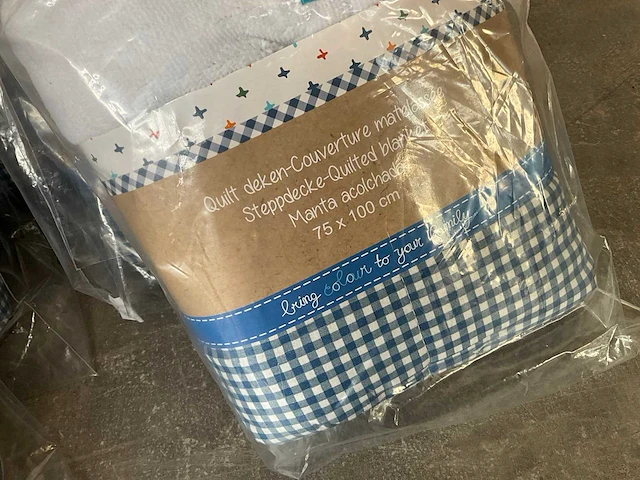 Quilt deken-Couverture matelassée
Steppdecke-Quilted blanket
Manta acolchada
75 x 100 cm
bring colour to your family